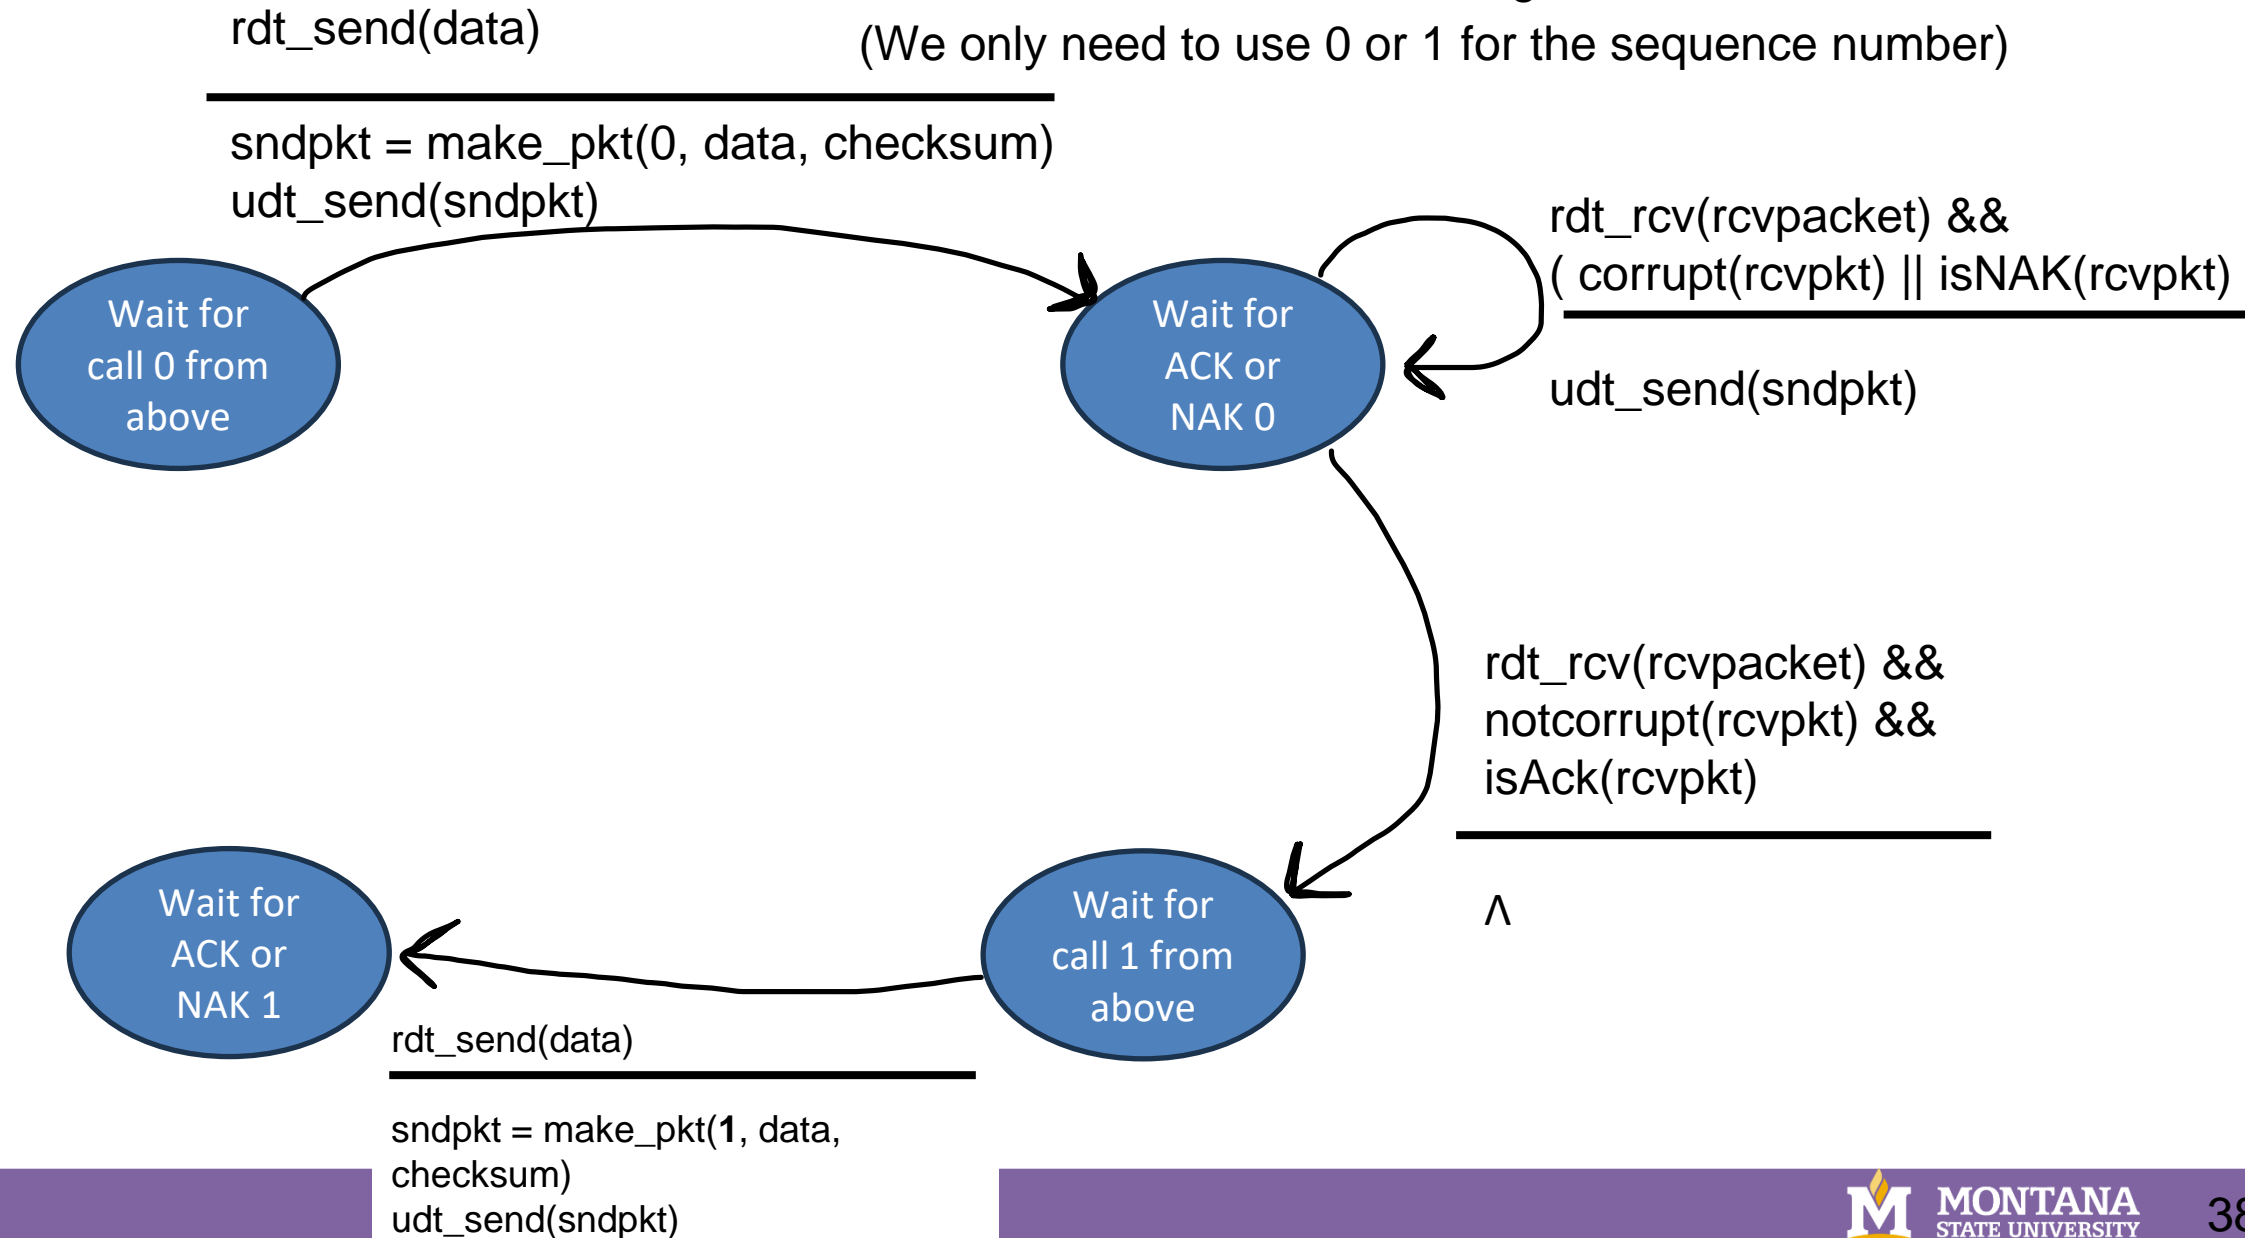 rdt_send(data)
(We only need to use 0 or 1 for the sequence number)
sndpkt = make_pkt(0, data, checksum)
udt_send(sndpkt)
Wait for
call 0 from
above
Wait for
ACK or
NAK 0
rdt_rcv(rcvpacket) &&
( corrupt(rcvpkt) || isNAK(rcvpkt)
udt_send(sndpkt)
rdt_rcv(rcvpacket) &&
notcorrupt(rcvpkt) &&
isAck(rcvpkt)
Λ
Wait for
ACK or
NAK 1
Wait for
call 1 from
above
rdt_send(data)
sndpkt = make_pkt(1, data,
checksum)
udt_send(sndpkt)
MONTANA
STATE UNIVERSITY
38